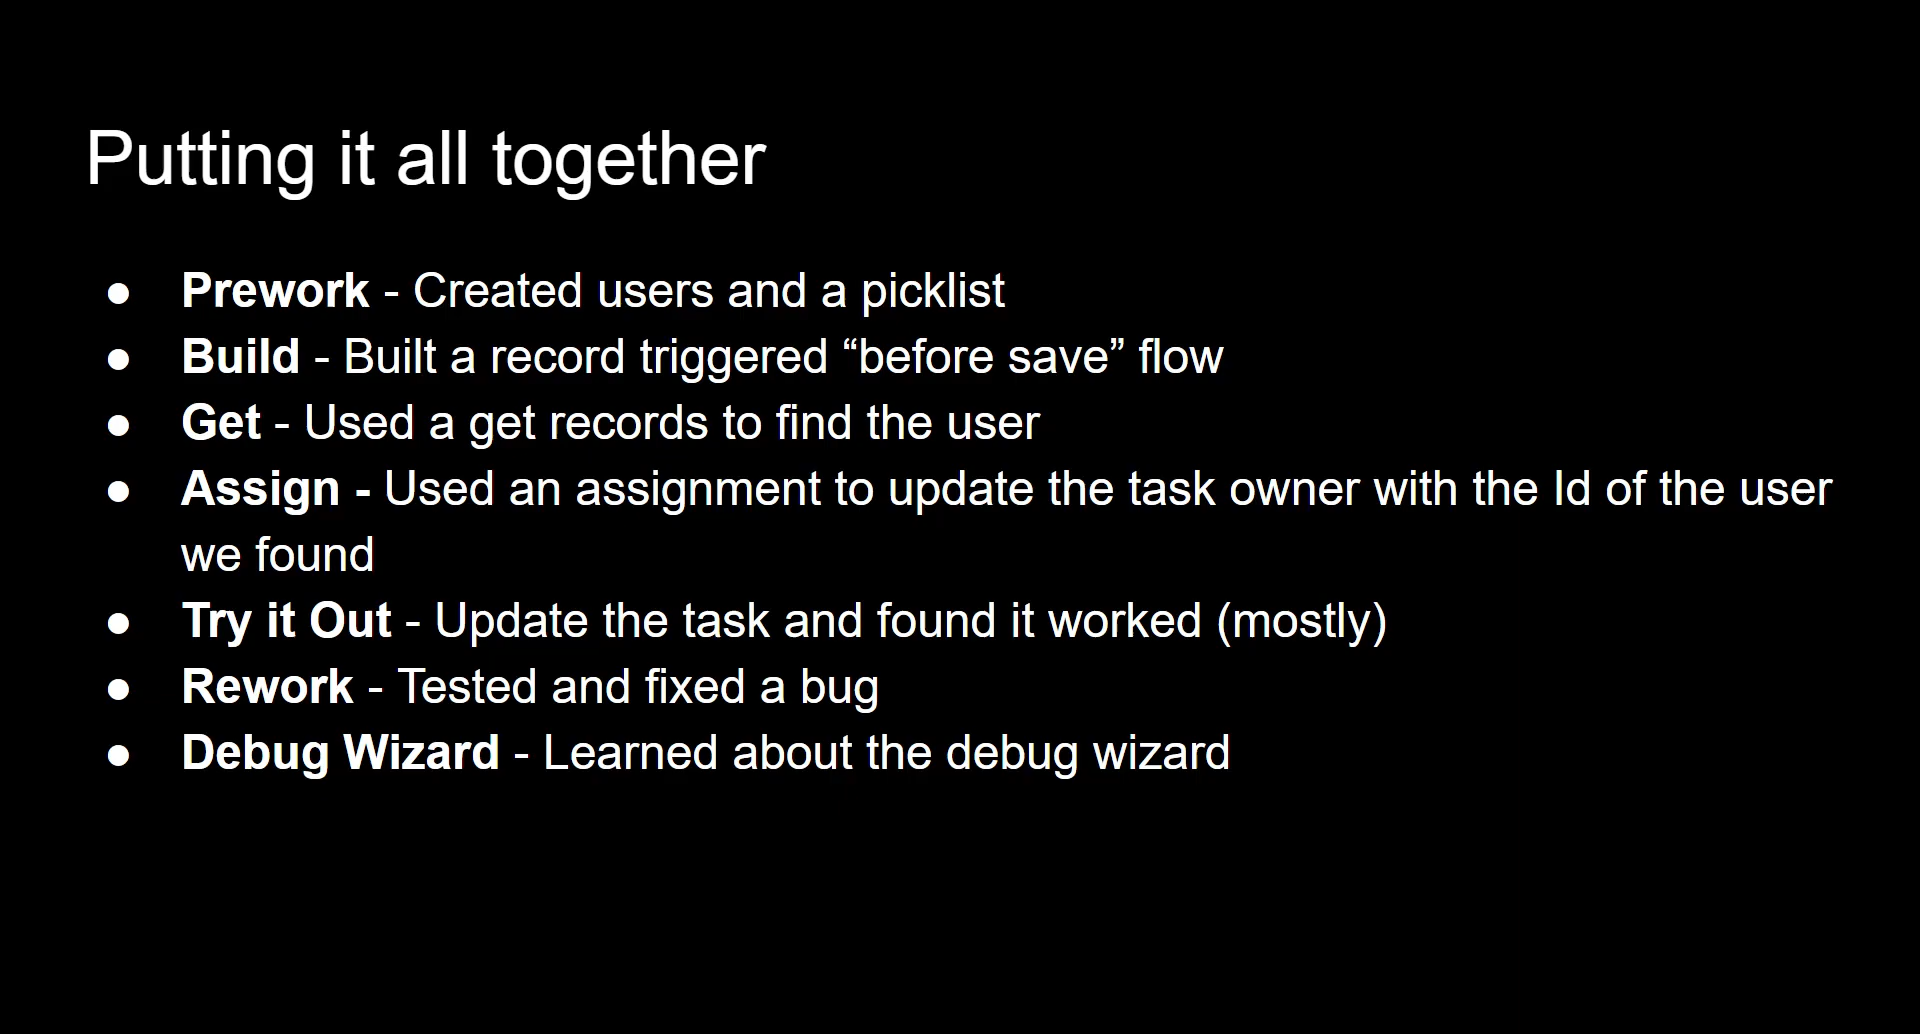 Putting it all together
● Prework - Created users and a picklist
● Build - Built a record triggered “before save” flow
● Get - Used a get records to find the user
● Assign - Used an assignment to update the task owner with the Id of the user
we found
● Try it Out - Update the task and found it worked (mostly)
● Rework - Tested and fixed a bug
● Debug Wizard - Learned about the debug wizard